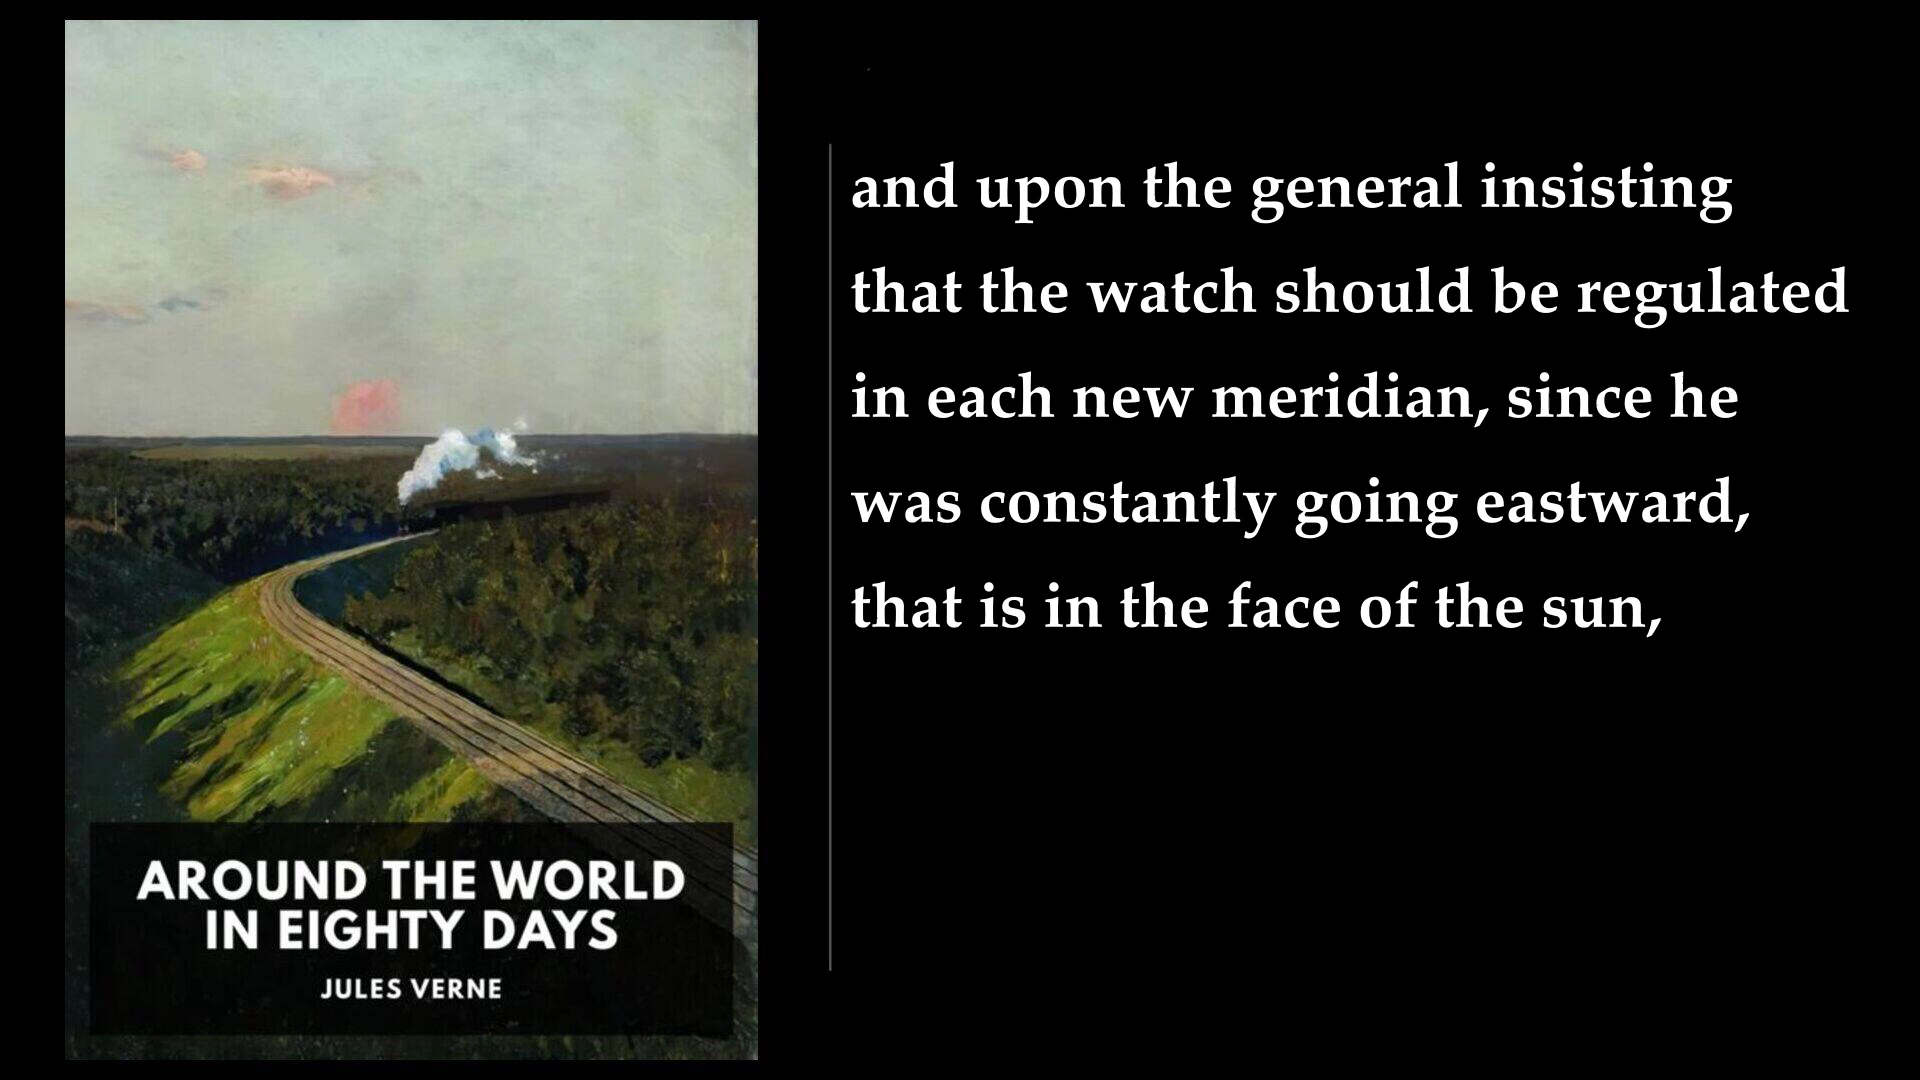 AROUND THE WORLD
IN EIGHTY DAYS
JULES VERNE
and upon the general insisting
that the watch should be regulated
in each new meridian, since he
was constantly going eastward,
that is in the face of the sun,